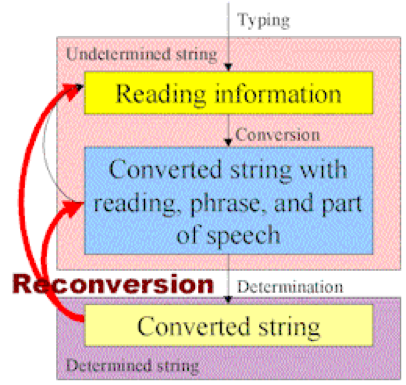 Typing
Undetermined string
Reading information
Conversion
Converted string with
reading, phrase, and part
of speech
Reconversion
Determination
Converted string
Determined string